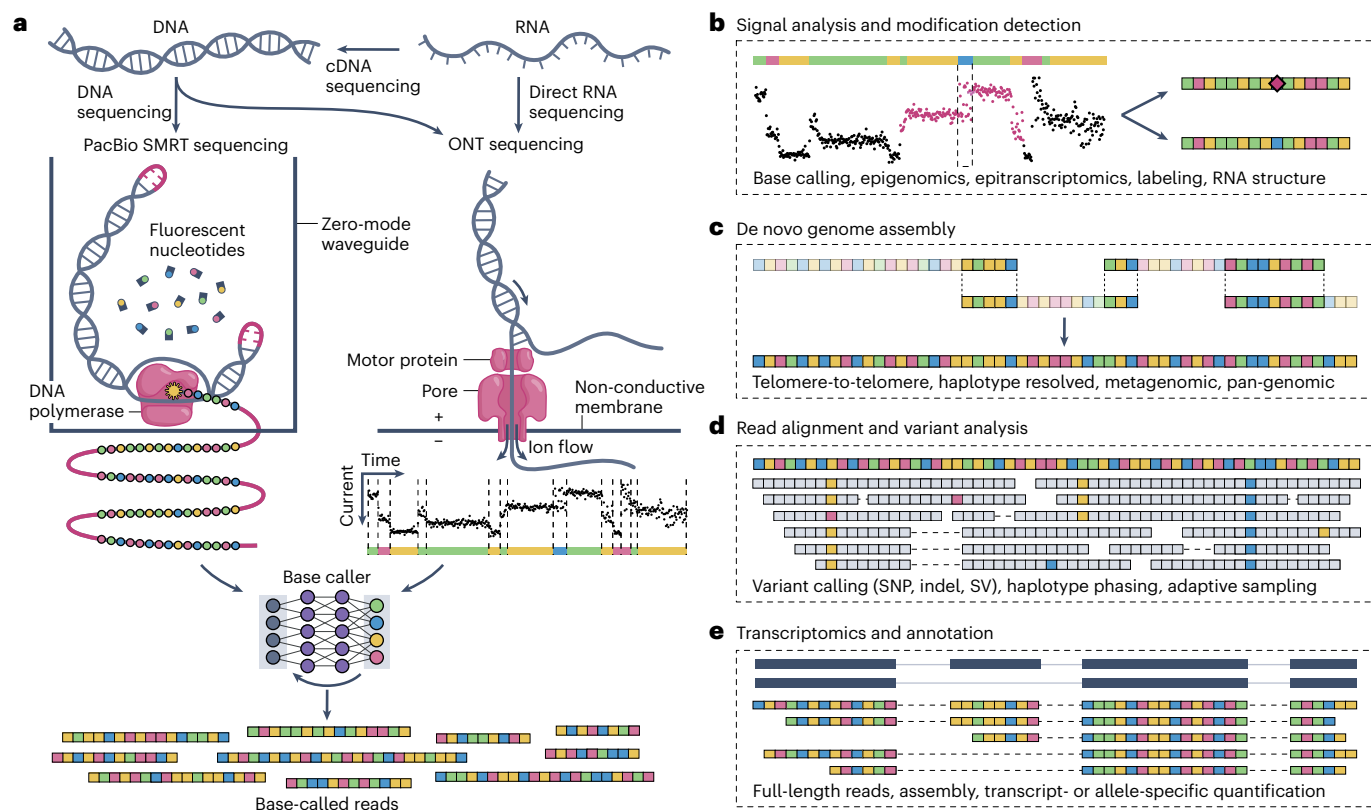 a
DNA
RNA
cDNA
sequencing
DNA
sequencing
Direct RNA
sequencing
PacBio SMRT sequencing
ONT sequencing
Fluorescent
nucleotides
Zero-mode
waveguide
Motor protein
Pore
DNA
polymerase
Non-conductive
membrane
+
–
Ion flow
Time
Current
Base caller
Base-called reads
b Signal analysis and modification detection
Base calling, epigenomics, epitranscriptomics, labeling, RNA structure
c De novo genome assembly
Telomere-to-telomere, haplotype resolved, metagenomic, pan-genomic
d Read alignment and variant analysis
Variant calling (SNP, indel, SV), haplotype phasing, adaptive sampling
e Transcriptomics and annotation
Full-length reads, assembly, transcript- or allele-specific quantification